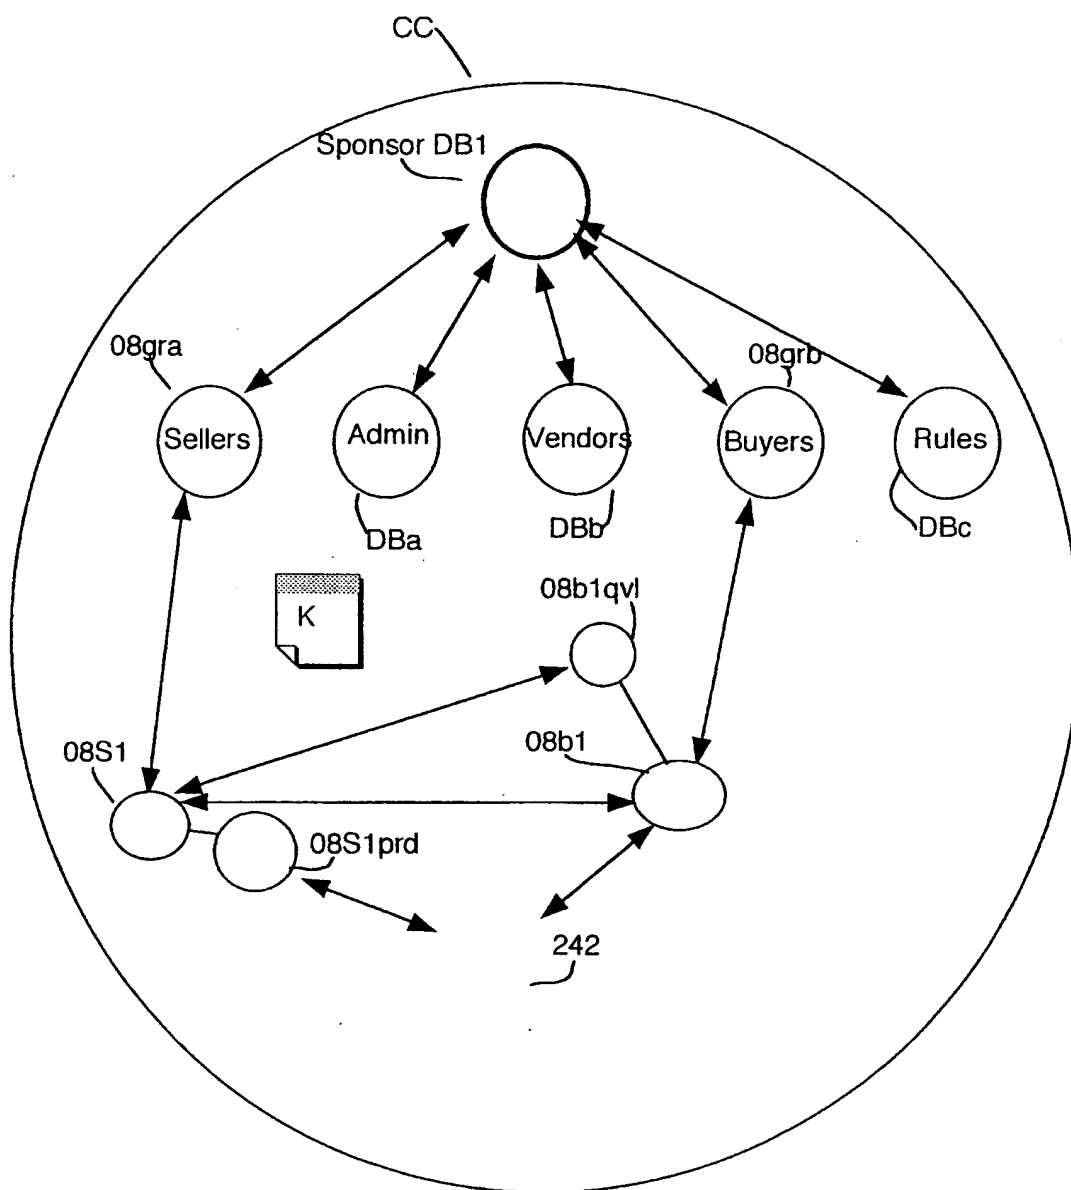 CC
Sponsor DB1
08gra
08grb
Sellers
Admin
Vendors
Buyers
Rules
DBa
DBb
DBc
K
08b1qvl
08S1
08b1
08S1prd
242